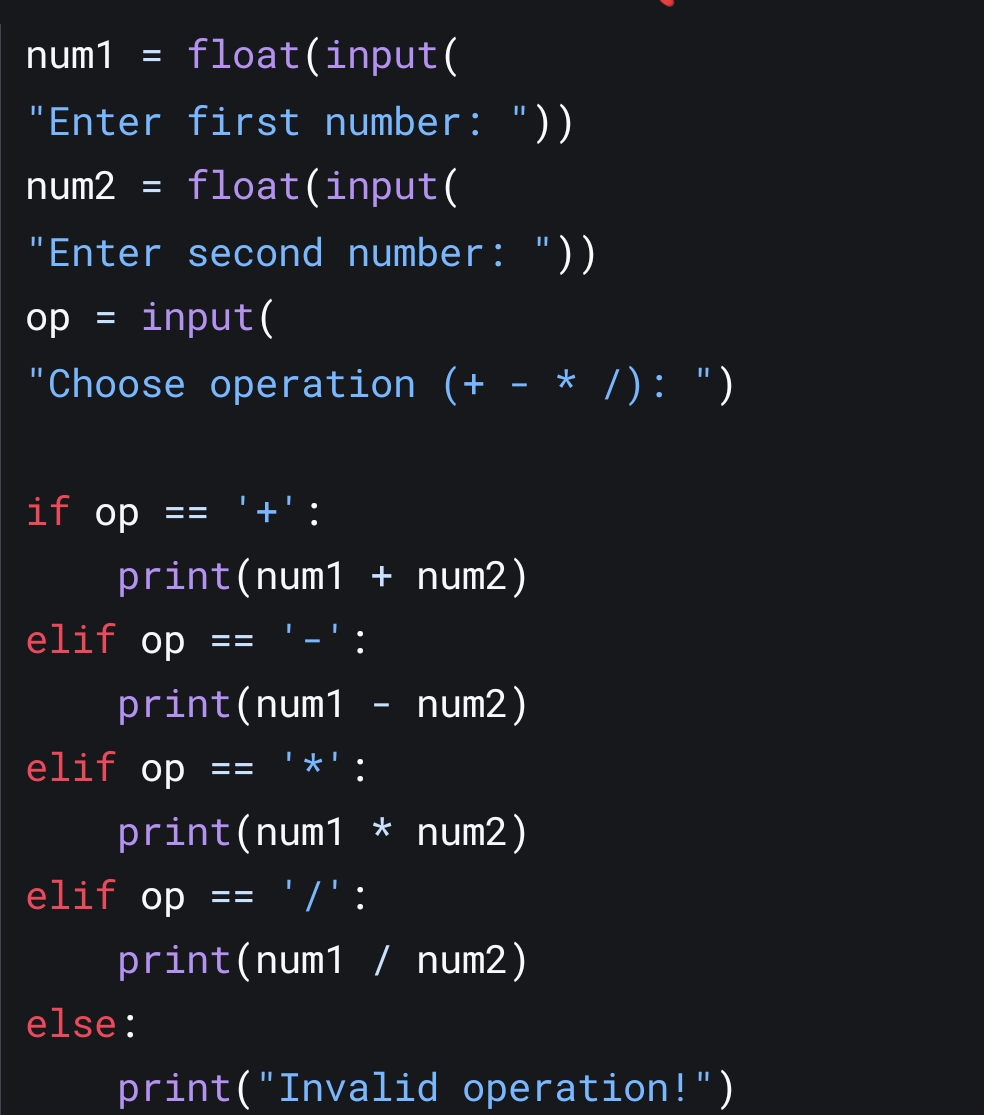 num1 = float(input(
"Enter first number: "))
num2 = float(input(
"Enter second number: "))
op = input(
"Choose operation (+ - * /): ")

if op == '+':
    print(num1 + num2)
elif op == '-':
    print(num1 - num2)
elif op == '*':
    print(num1 * num2)
elif op == '/':
    print(num1 / num2)
else:
    print("Invalid operation!")